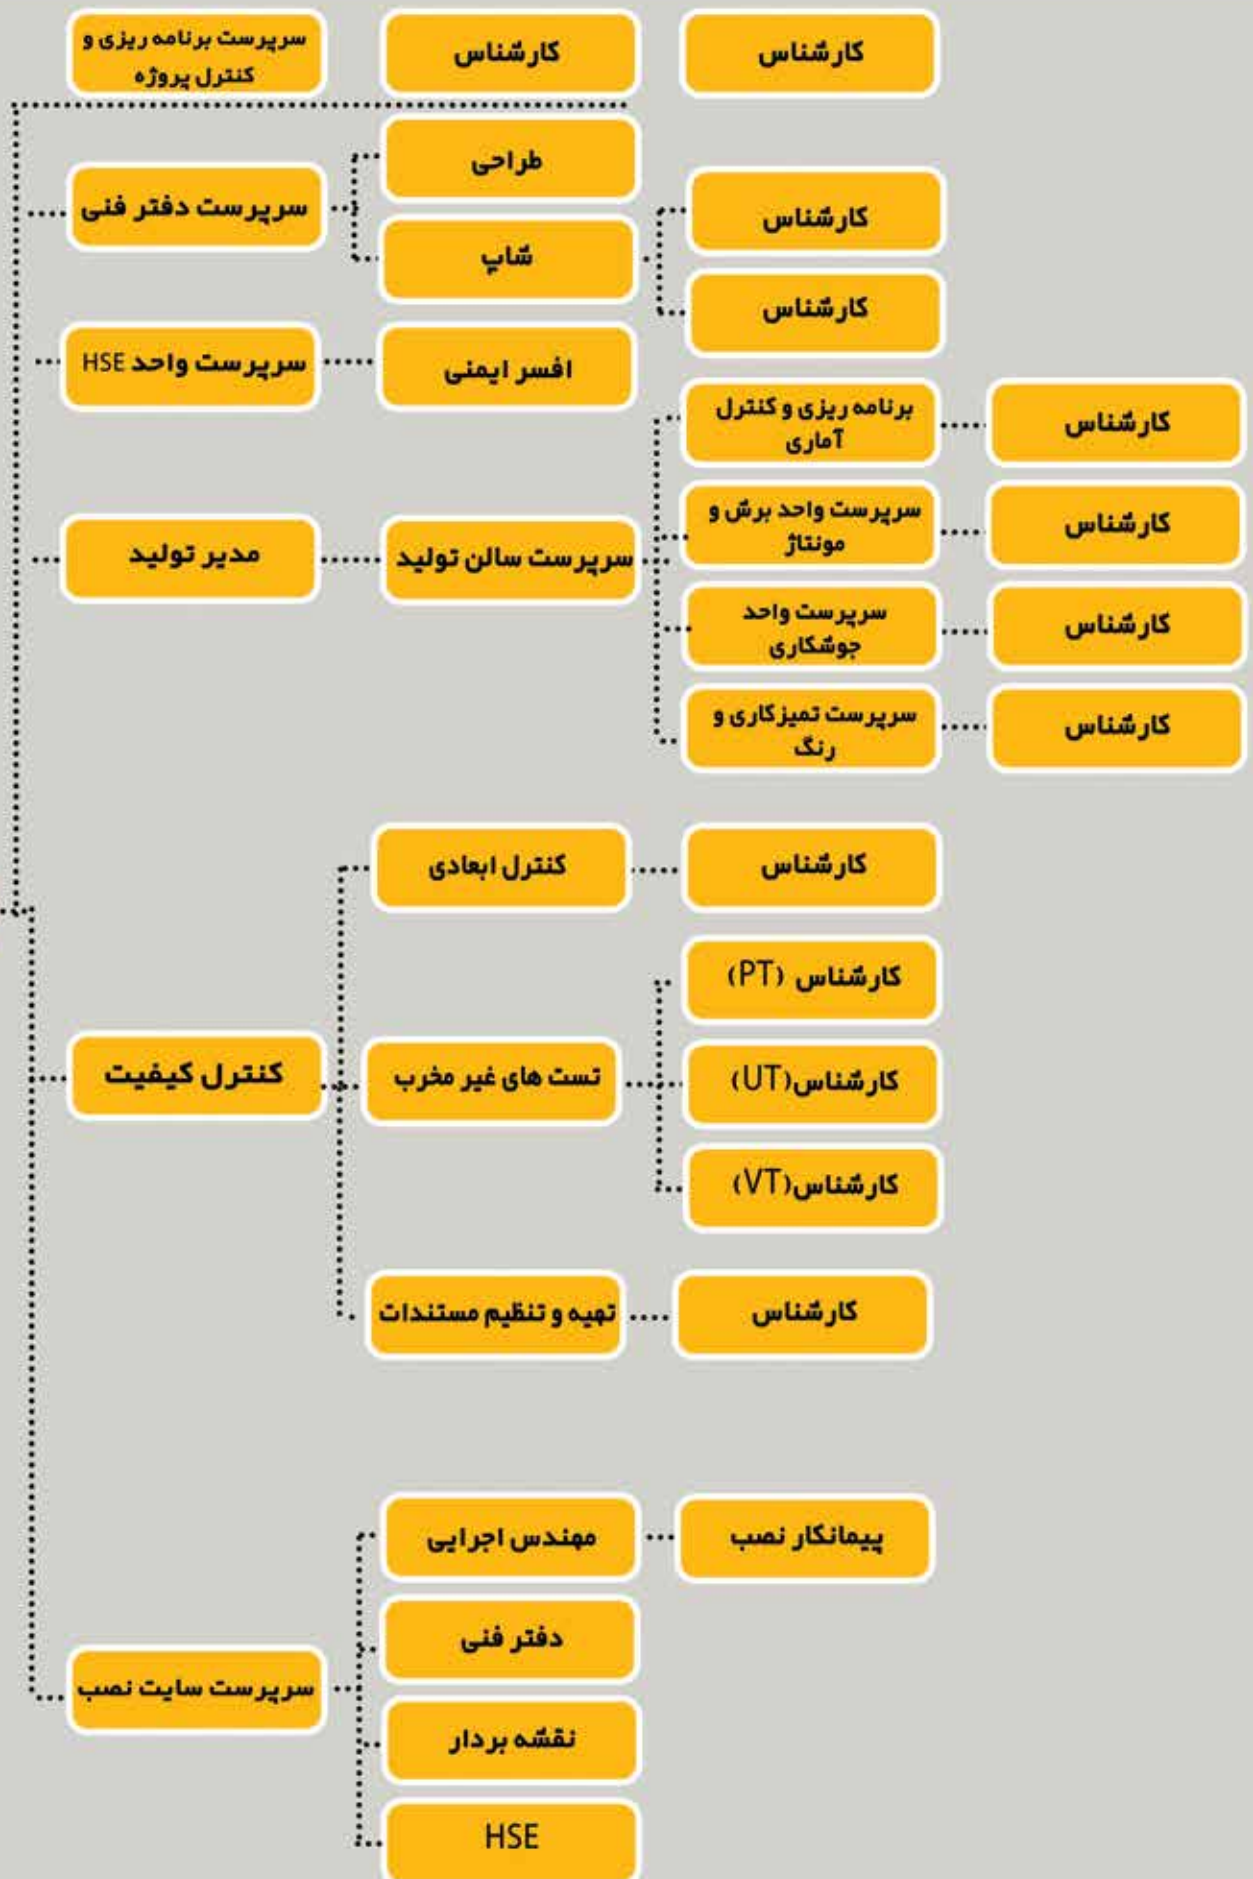 سرپرست برنامه ریزی و
کنترل پروژه
کارشناس
کارشناس
سرپرست دفتر فنی
طراحی
شاپ
کارشناس
کارشناس
سرپرست واحد HSE
افسر ایمنی
مدیر تولید
سرپرست سالن تولید
برنامه ریزی و کنترل
آماری
کارشناس
سرپرست واحد برش و
مونتاژ
کارشناس
سرپرست واحد
جوشکاری
کارشناس
سرپرست تمیزکاری و
رنگ
کارشناس
کنترل کیفیت
کنترل ابعادی
کارشناس
تست های غیر مخرب
کارشناس (PT)
کارشناس(UT)
کارشناس(VT)
تهیه و تنظیم مستندات
کارشناس
سرپرست سایت نصب
مهندس اجرایی
پیمانکار نصب
دفتر فنی
نقشه بردار
HSE